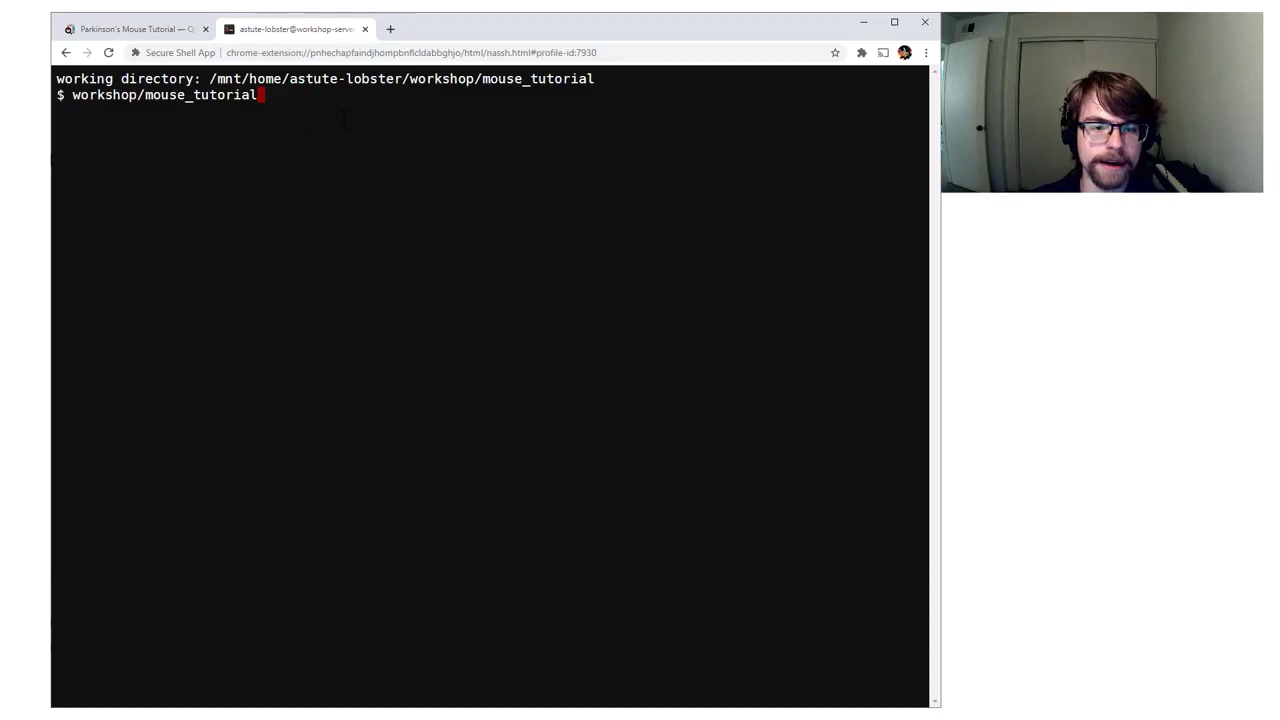 Parkinson's Mouse Tutorial — Q
astute-lobster@workshop-server
Secure Shell App
chrome-extension://pnhechapfaindjhompbnflcldabbghjo/html/nassh.html#profile-id:7930
working directory: /mnt/home/astute-lobster/workshop/mouse_tutorial
$ workshop/mouse_tutorial